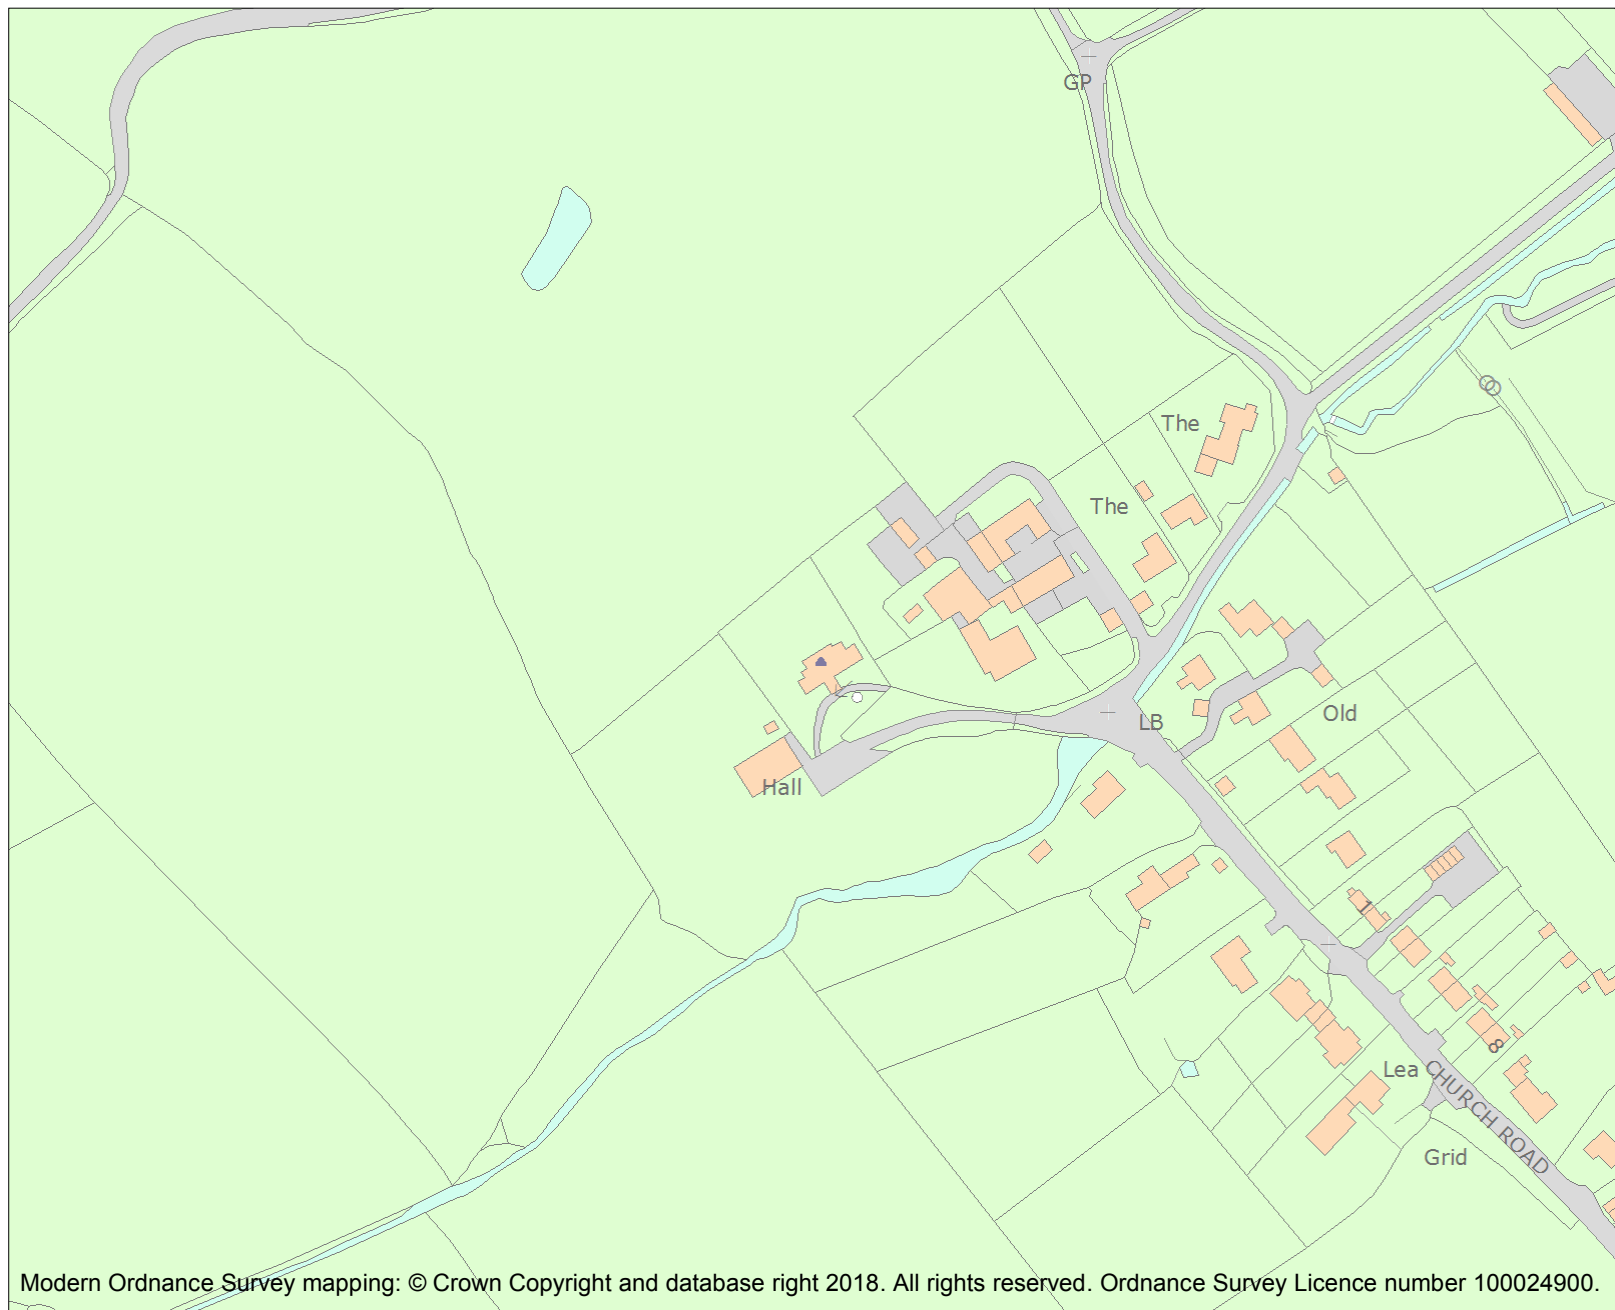 GP
The
The
Old
LB
Hall
1
8
Lea
CHURCH ROAD
Grid
Modern Ordnance Survey mapping: © Crown Copyright and database right 2018. All rights reserved. Ordnance Survey Licence number 100024900.